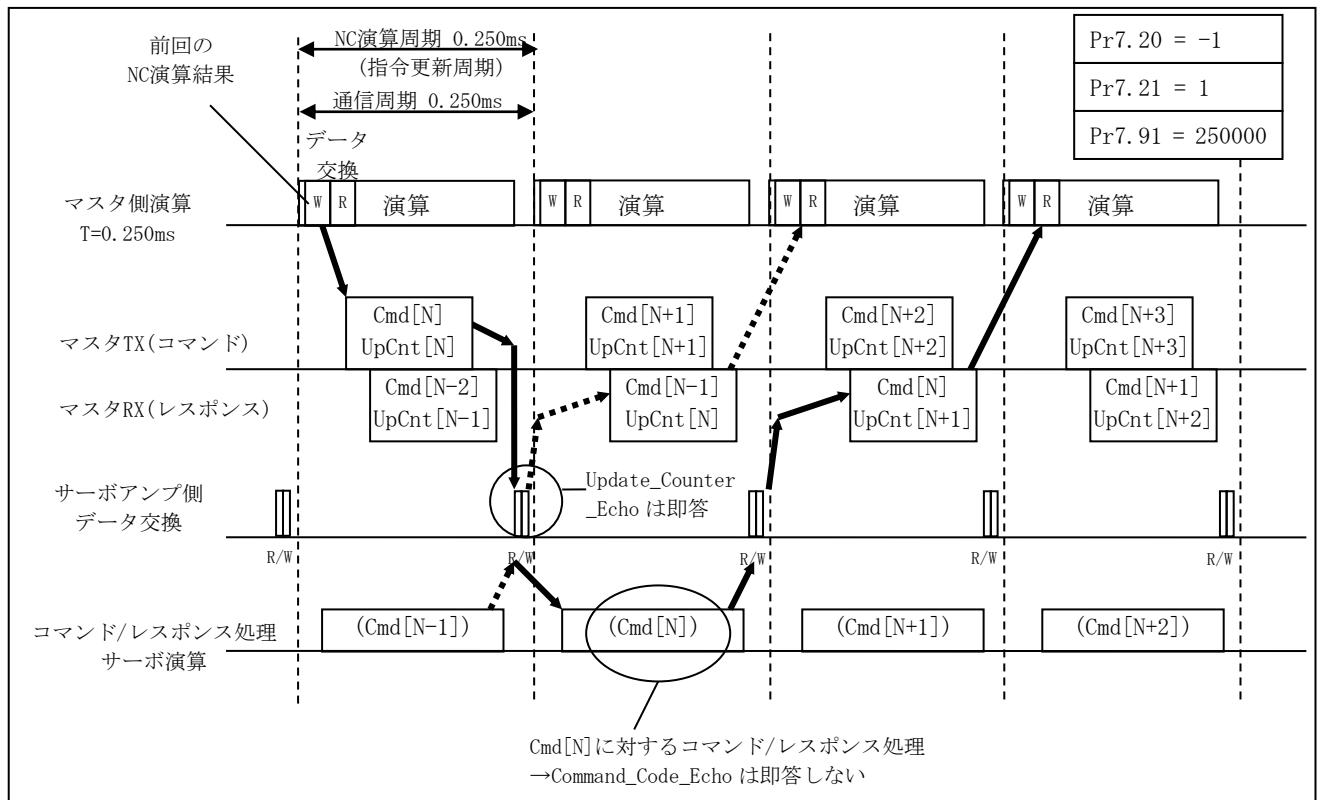 前回の
NC演算結果
NC演算周期 0.250ms
(指令更新周期)
通信周期 0.250ms
データ
交換
Pr7.20 = -1
Pr7.21 = 1
Pr7.91 = 250000
マスタ側演算
T=0.250ms
W R 演算
W R 演算
W R 演算
W R 演算
マスタTX(コマンド)
Cmd[N]
UpCnt[N]
Cmd[N+1]
UpCnt[N+1]
Cmd[N+2]
UpCnt[N+2]
Cmd[N+3]
UpCnt[N+3]
マスタRX(レスポンス)
Cmd[N-2]
UpCnt[N-1]
Cmd[N-1]
UpCnt[N]
Cmd[N]
UpCnt[N+1]
Cmd[N+1]
UpCnt[N+2]
サーボアンプ側
データ交換
Update_Counter
_Echo は即答
R/W
R/W
R/W
R/W
R/W
コマンド/レスポンス処理
サーボ演算
(Cmd[N-1])
(Cmd[N])
(Cmd[N+1])
(Cmd[N+2])
Cmd[N]に対するコマンド/レスポンス処理
→Command_Code_Echo は即答しない